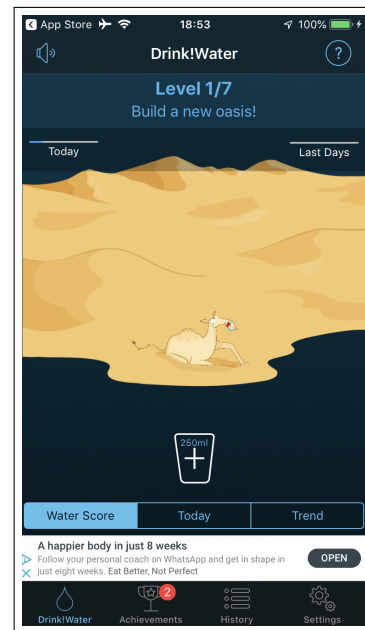 App Store 18:53 100%
Drink!Water ?
Level 1/7
Build a new oasis!
Today Last Days
250ml
Water Score Today Trend
A happier body in just 8 weeks
Follow your personal coach on WhatsApp and get in shape in
just eight weeks. Eat Better, Not Perfect
OPEN
2
Drink!Water Achievements History Settings